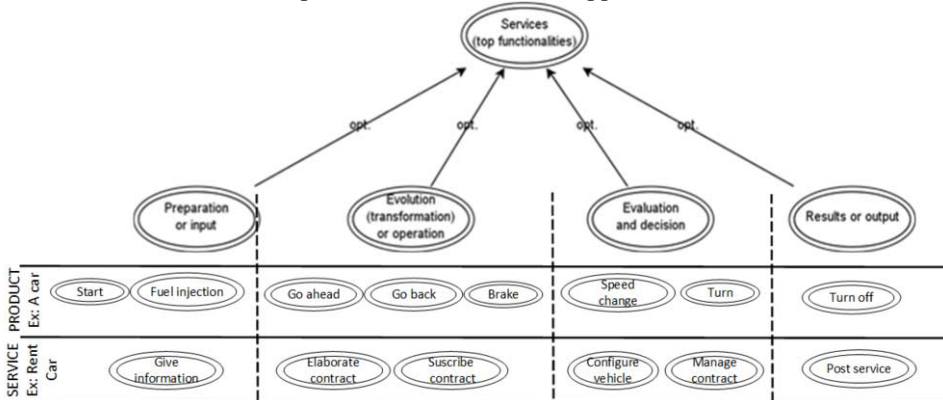 Services
(top functionalities)
opt.
opt.
opt.
opt.
Preparation
or input
Evolution
(transformation)
or operation
Evaluation
and decision
Results or output
PRODUCT
Ex: A car
Start
Fuel injection
Go ahead
Go back
Brake
Speed
change
Turn
Turn off
SERVICE
Ex: Rent
Car
Give
information
Elaborate
contract
Suscribe
contract
Configure
vehicle
Manage
contract
Post service